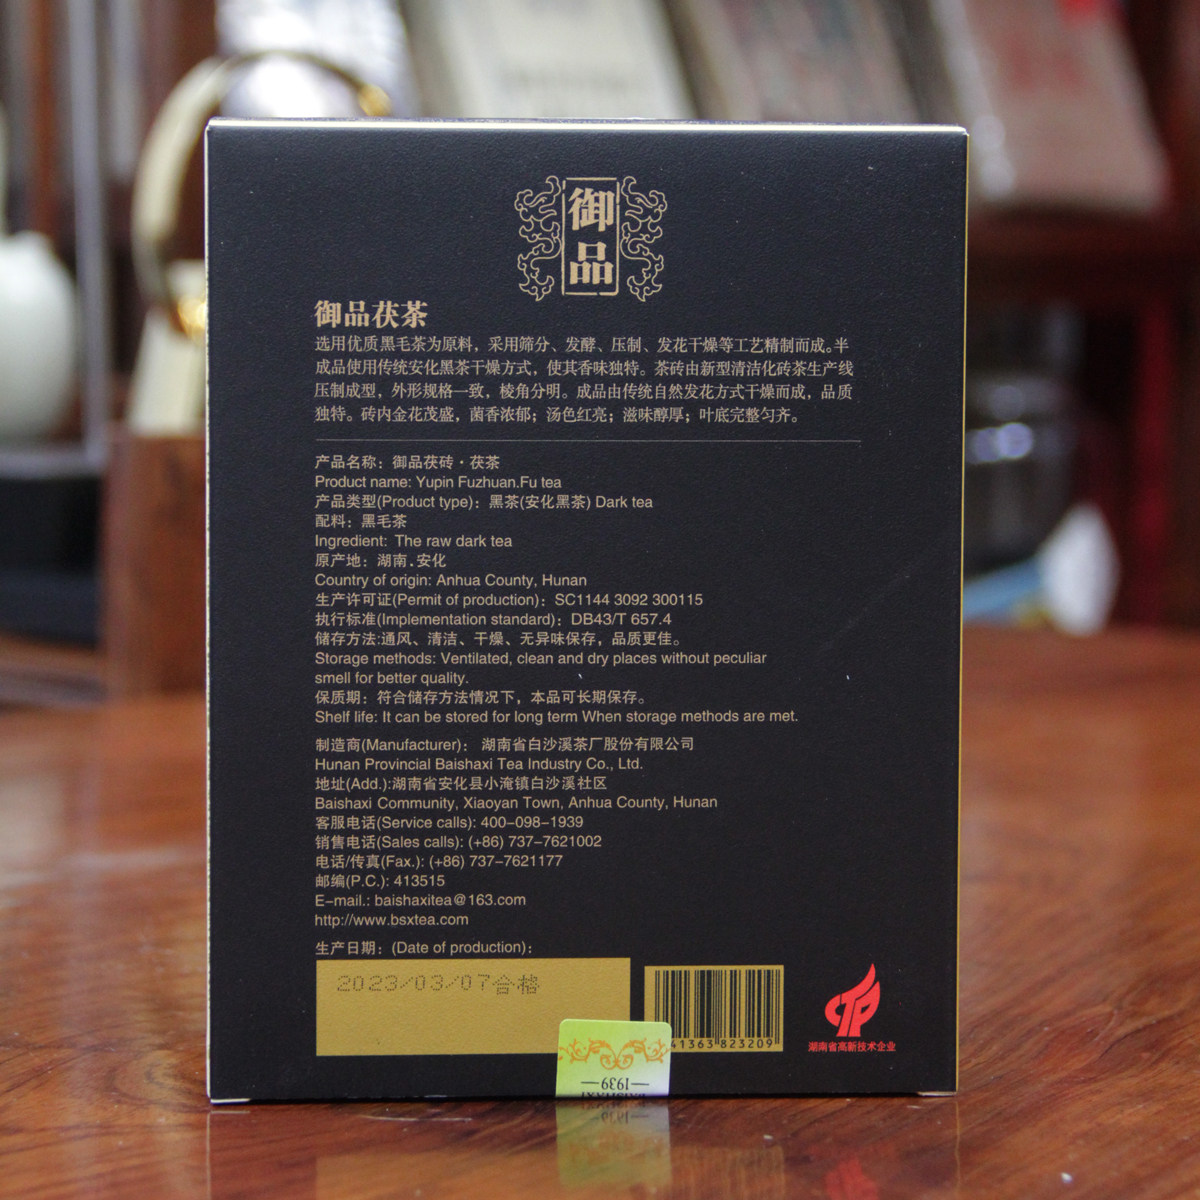 御
品
御品茯茶
选用优质黑毛茶为原料，采用筛分、发酵、压制、发花干燥等工艺精制而成。半
成品使用传统安化黑茶干燥方式，使其香味独特。茶砖由新型清洁化砖茶生产线
压制成型，外形规格一致，棱角分明。成品由传统自然发花方式干燥而成，品质
独特。砖内金花茂盛，菌香浓郁；汤色红亮；滋味醇厚；叶底完整匀齐。
产品名称：御品茯砖·茯茶
Product name: Yupin Fuzhuan.Fu tea
产品类型(Product type)：黑茶(安化黑茶) Dark tea
配料：黑毛茶
Ingredient: The raw dark tea
原产地：湖南.安化
Country of origin: Anhua County, Hunan
生产许可证(Permit of production)：SC1144 3092 300115
执行标准(Implementation standard)：DB43/T 657.4
储存方法:通风、清洁、干燥、无异味保存，品质更佳。
Storage methods: Ventilated, clean and dry places without peculiar
smell for better quality.
保质期：符合储存方法情况下，本品可长期保存。
Shelf life: It can be stored for long term When storage methods are met.
制造商(Manufacturer)：湖南省白沙溪茶厂股份有限公司
Hunan Provincial Baishaxi Tea Industry Co., Ltd.
地址(Add.):湖南省安化县小淹镇白沙溪社区
Baishaxi Community, Xiaoyan Town, Anhua County, Hunan
客服电话(Service calls): 400-098-1939
销售电话(Sales calls): (+86) 737-7621002
电话/传真(Fax.): (+86) 737-7621177
邮编(P.C.): 413515
E-mail.: baishaxitea@163.com
http://www.bsxtea.com
生产日期：(Date of production):
2023/03/07合格
41363 823209
湖南省高新技术企业
1939
BAISHAXI